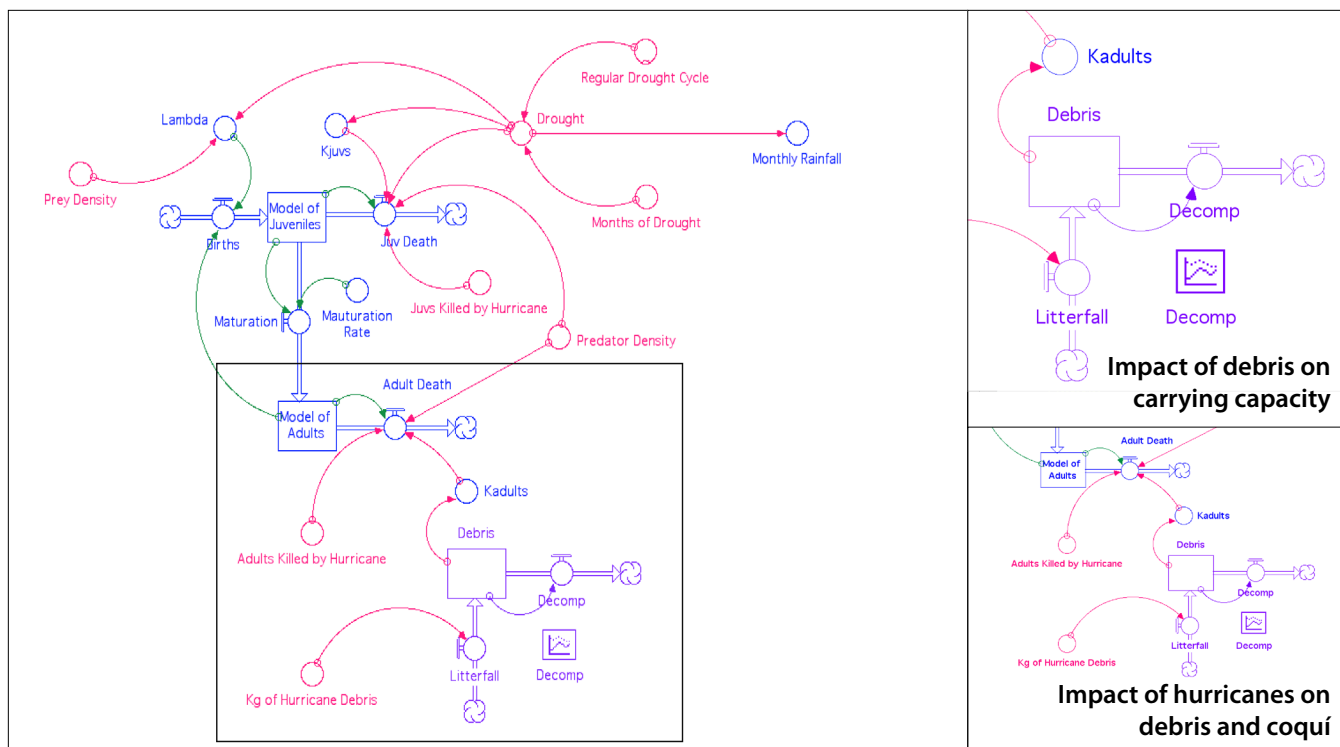 Regular Drought Cycle
Lambda
Drought
Kjuvs
Monthly Rainfall
Prey Density
Model of
Juveniles
Months of Drought
Births
Juv Death
Juvs Killed by Hurricane
Maturation
Mauturation
Rate
Predator Density
Adult Death
Model of
Adults
Kadults
Adults Killed by Hurricane
Debris
Decomp
Litterfall
Decomp
Kg of Hurricane Debris
Kadults
Debris
Decomp
Litterfall
Decomp
Impact of debris on
carrying capacity
Adult Death
Model of
Adults
Kadults
Debris
Adults Killed by Hurricane
Decomp
Kg of Hurricane Debris
Litterfall
Decomp
Impact of hurricanes on
debris and coquí